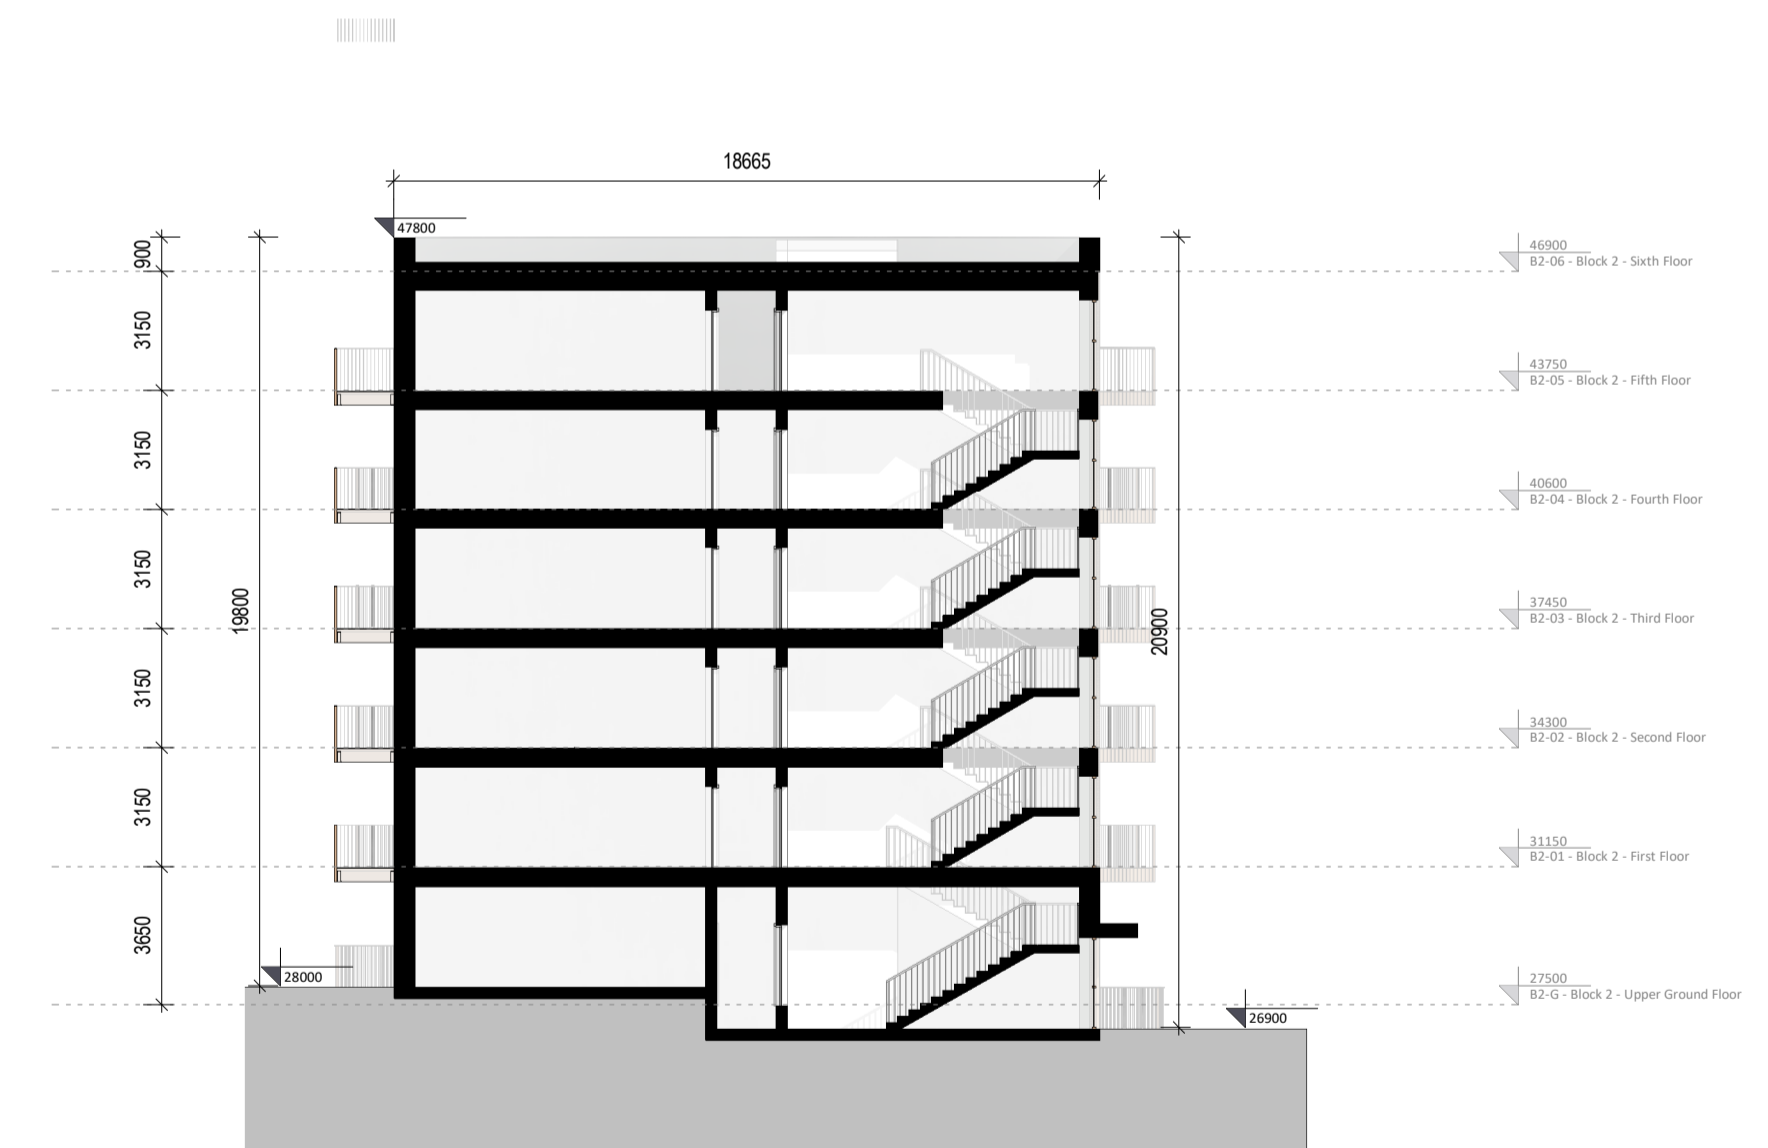 18665
47800
900
46900
B2-06 - Block 2 - Sixth Floor
3150
43750
B2-05 - Block 2 - Fifth Floor
3150
40600
B2-04 - Block 2 - Fourth Floor
3150
19800
20900
37450
B2-03 - Block 2 - Third Floor
3150
34300
B2-02 - Block 2 - Second Floor
3150
31150
B2-01 - Block 2 - First Floor
3650
28000
27500
B2-G - Block 2 - Upper Ground Floor
26900